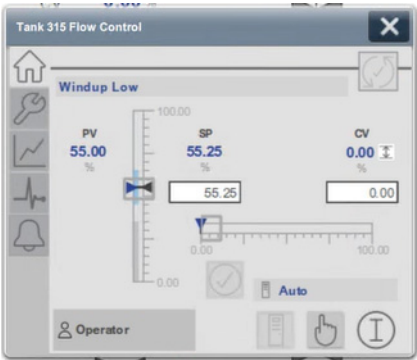 Tank 315 Flow Control
Windup Low
100.00
PV SP CV
55.00 55.25 0.00
% % %
55.25 0.00
0.00 100.00
0.00
Auto
Operator